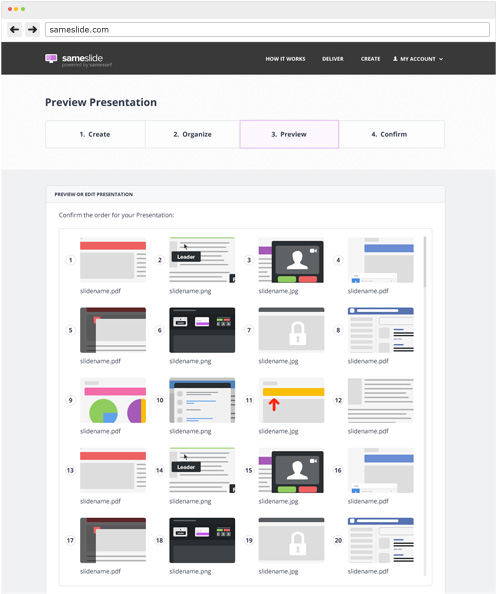 sameslide.com
sameslide
powered by samesurf
HOW IT WORKS
DELIVER
CREATE
MY ACCOUNT
Preview Presentation
1. Create
2. Organize
3. Preview
4. Confirm
PREVIEW OR EDIT PRESENTATION
Confirm the order for your Presentation:
1
2
Leader
3
4
slidename.pdf
slidename.png
slidename.jpg
slidename.pdf
5
6
7
8
slidename.pdf
slidename.png
slidename.jpg
slidename.pdf
9
10
11
12
slidename.pdf
slidename.png
slidename.jpg
slidename.pdf
13
14
Leader
15
16
slidename.pdf
slidename.png
slidename.jpg
slidename.pdf
17
18
19
20
slidename.pdf
slidename.png
slidename.jpg
slidename.pdf